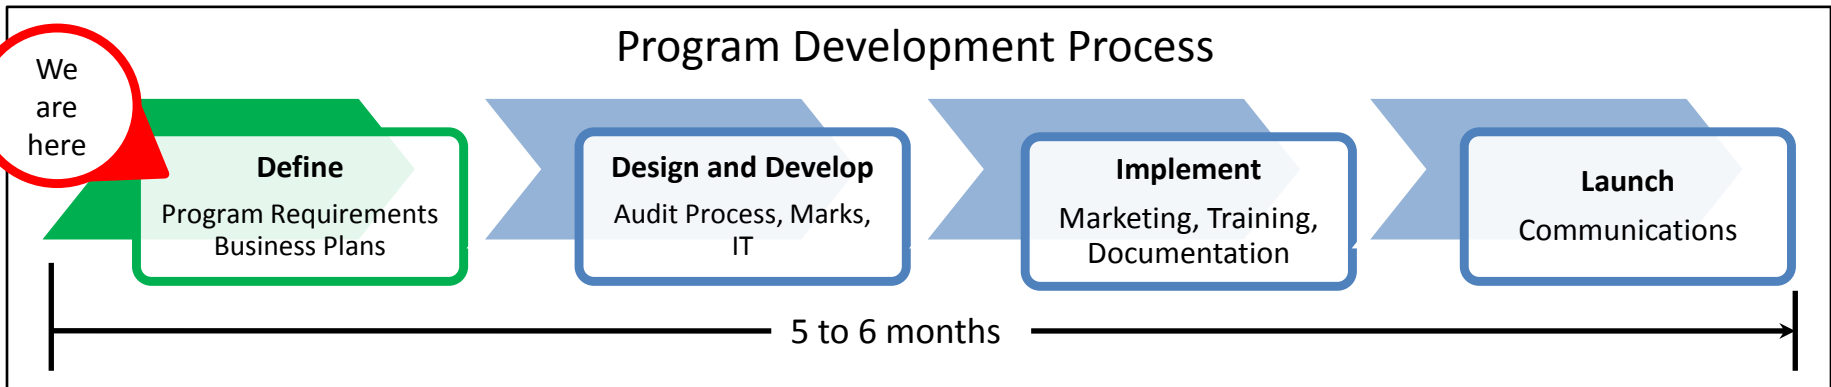 Program Development Process
We
are
here
Define
Program Requirements
Business Plans
Design and Develop
Audit Process, Marks,
IT
Implement
Marketing, Training,
Documentation
Launch
Communications
5 to 6 months